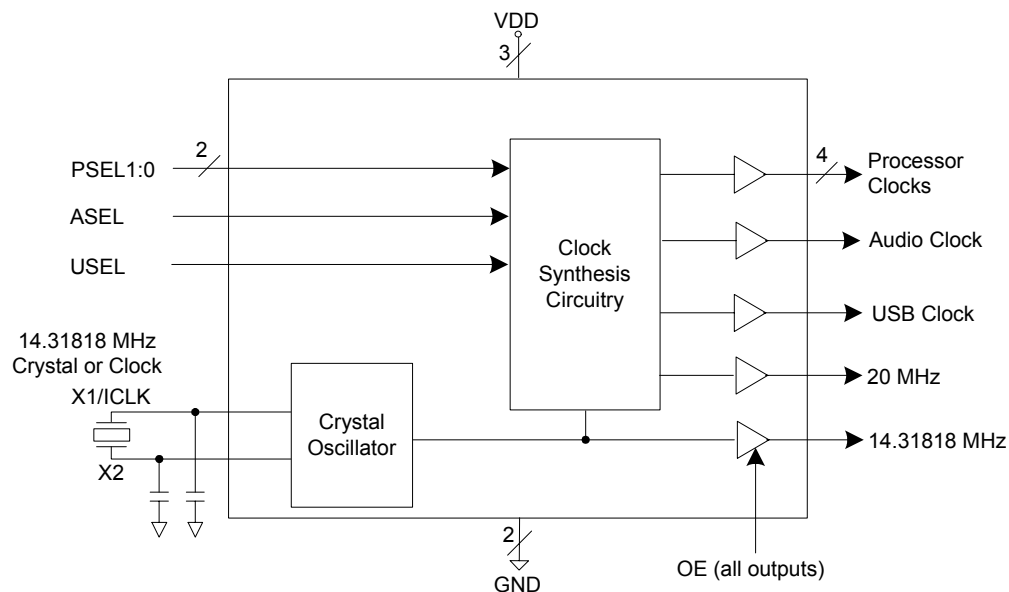 VDD
3
2
PSEL1:0
ASEL
USEL
Clock
Synthesis
Circuitry
4
Processor
Clocks
Audio Clock
USB Clock
20 MHz
14.31818 MHz
14.31818 MHz
Crystal or Clock
X1/ICLK
X2
Crystal
Oscillator
2
GND
OE (all outputs)